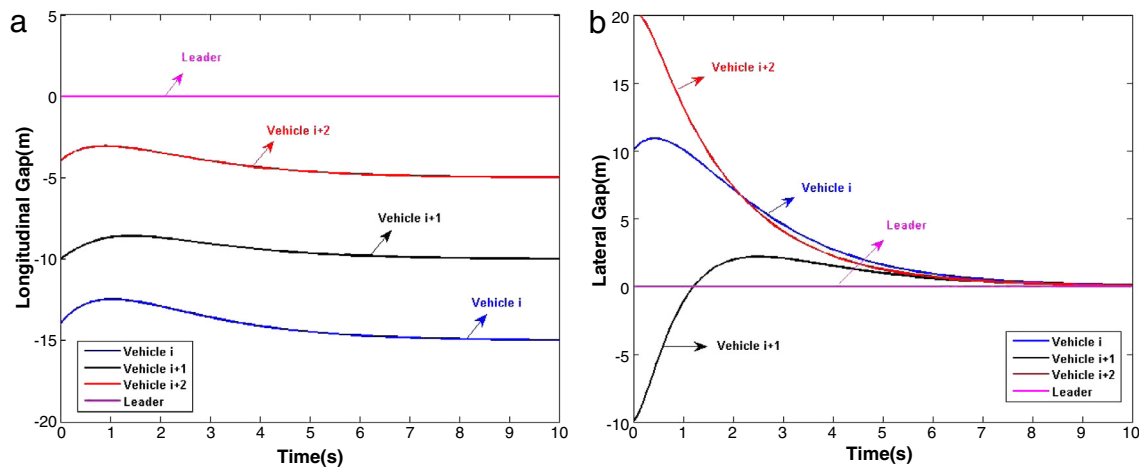 a
5
0
-5
-10
-15
-20
Longitudinal Gap(m)
Leader
Vehicle i+2
Vehicle i+1
Vehicle i
Vehicle i
Vehicle i+1
Vehicle i+2
Leader
0 1 2 3 4 5 6 7 8 9 10
Time(s)
b
20
15
10
5
0
-5
-10
Lateral Gap(m)
Vehicle i+2
Vehicle i
Leader
Vehicle i+1
Vehicle i
Vehicle i+1
Vehicle i+2
Leader
0 1 2 3 4 5 6 7 8 9 10
Time(s)